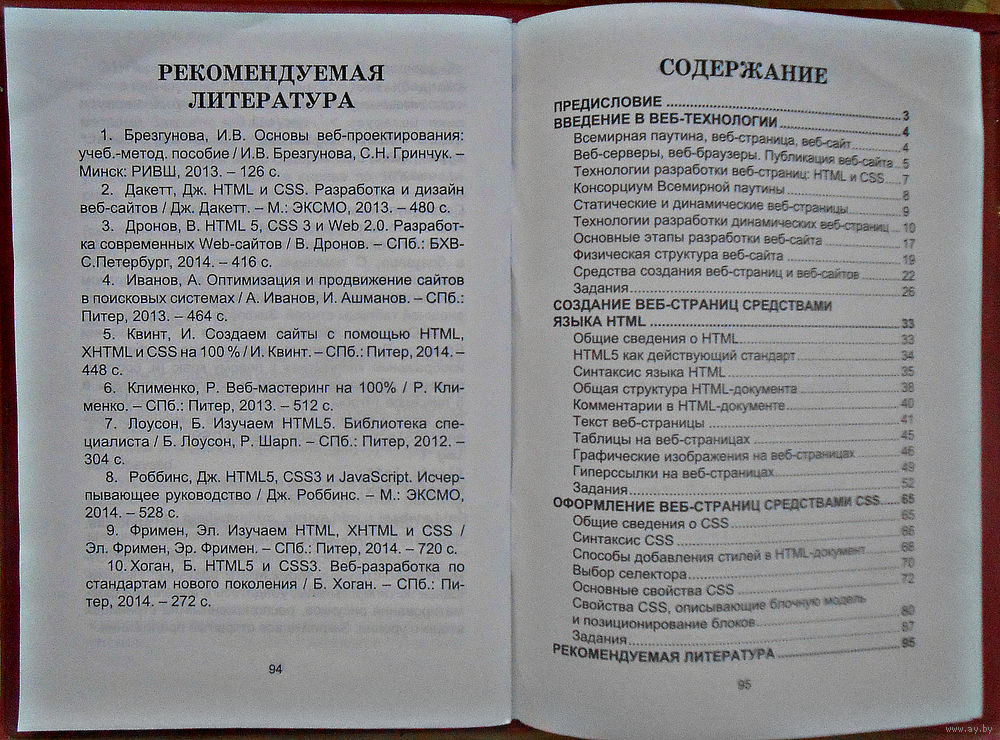 РЕКОМЕНДУЕМАЯ
ЛИТЕРАТУРА
1. Брезгунова, И.В. Основы веб-проектирования:
учеб.-метод. пособие / И.В. Брезгунова, С.Н. Гринчук. –
Минск: РИВШ, 2013. – 126 с.
2. Дакетт, Дж. HTML и CSS. Разработка и дизайн
веб-сайтов / Дж. Дакетт. – М.: ЭКСМО, 2013. – 480 с.
3. Дронов, В. HTML 5, CSS 3 и Web 2.0. Разработ-
ка современных Web-сайтов / В. Дронов. – СПб.: БХВ-
С.Петербург, 2014. – 416 с.
4. Иванов, А. Оптимизация и продвижение сайтов
в поисковых системах / А. Иванов, И. Ашманов. – СПб.:
Питер, 2013. – 464 с.
5. Квинт, И. Создаем сайты с помощью HTML,
XHTML и CSS на 100 % / И. Квинт. – СПб.: Питер, 2014. –
448 с.
6. Клименко, Р. Веб-мастеринг на 100% / Р. Кли-
менко. – СПб.: Питер, 2013. – 512 с.
7. Лоусон, Б. Изучаем HTML5. Библиотека спе-
циалиста / Б. Лоусон, Р. Шарп. – СПб.: Питер, 2012. –
304 с.
8. Роббинс, Дж. HTML5, CSS3 и JavaScript. Исчер-
пывающее руководство / Дж. Роббинс. – М.: ЭКСМО,
2014. – 528 с.
9. Фримен, Эл. Изучаем HTML, XHTML и CSS /
Эл. Фримен, Эр. Фримен. – СПб.: Питер, 2014. – 720 с.
10. Хоган, Б. HTML5 и CSS3. Веб-разработка по
стандартам нового поколения / Б. Хоган. – СПб.: Пи-
тер, 2014. – 272 с.
94
СОДЕРЖАНИЕ
ПРЕДИСЛОВИЕ ... 3
ВВЕДЕНИЕ В ВЕБ-ТЕХНОЛОГИИ ... 4
Всемирная паутина, веб-страница, веб-сайт ... 4
Веб-серверы, веб-браузеры. Публикация веб-сайта ... 5
Технологии разработки веб-страниц: HTML и CSS ... 7
Консорциум Всемирной паутины ... 8
Статические и динамические веб-страницы ... 9
Технологии разработки динамических веб-страниц ... 10
Основные этапы разработки веб-сайта ... 17
Физическая структура веб-сайта ... 19
Средства создания веб-страниц и веб-сайтов ... 22
Задания ... 26
СОЗДАНИЕ ВЕБ-СТРАНИЦ СРЕДСТВАМИ
ЯЗЫКА HTML ... 33
Общие сведения о HTML ... 33
HTML5 как действующий стандарт ... 34
Синтаксис языка HTML ... 35
Общая структура HTML-документа ... 38
Комментарии в HTML-документе ... 40
Текст веб-страницы ... 41
Таблицы на веб-страницах ... 45
Графические изображения на веб-страницах ... 46
Гиперссылки на веб-страницах ... 49
Задания ... 52
ОФОРМЛЕНИЕ ВЕБ-СТРАНИЦ СРЕДСТВАМИ CSS ... 65
Общие сведения о CSS ... 65
Синтаксис CSS ... 66
Способы добавления стилей в HTML-документ ... 68
Выбор селектора ... 70
Основные свойства CSS ... 72
Свойства CSS, описывающие блочную модель
и позиционирование блоков ... 80
Задания ... 87
РЕКОМЕНДУЕМАЯ ЛИТЕРАТУРА ... 95
95
www.ay.by